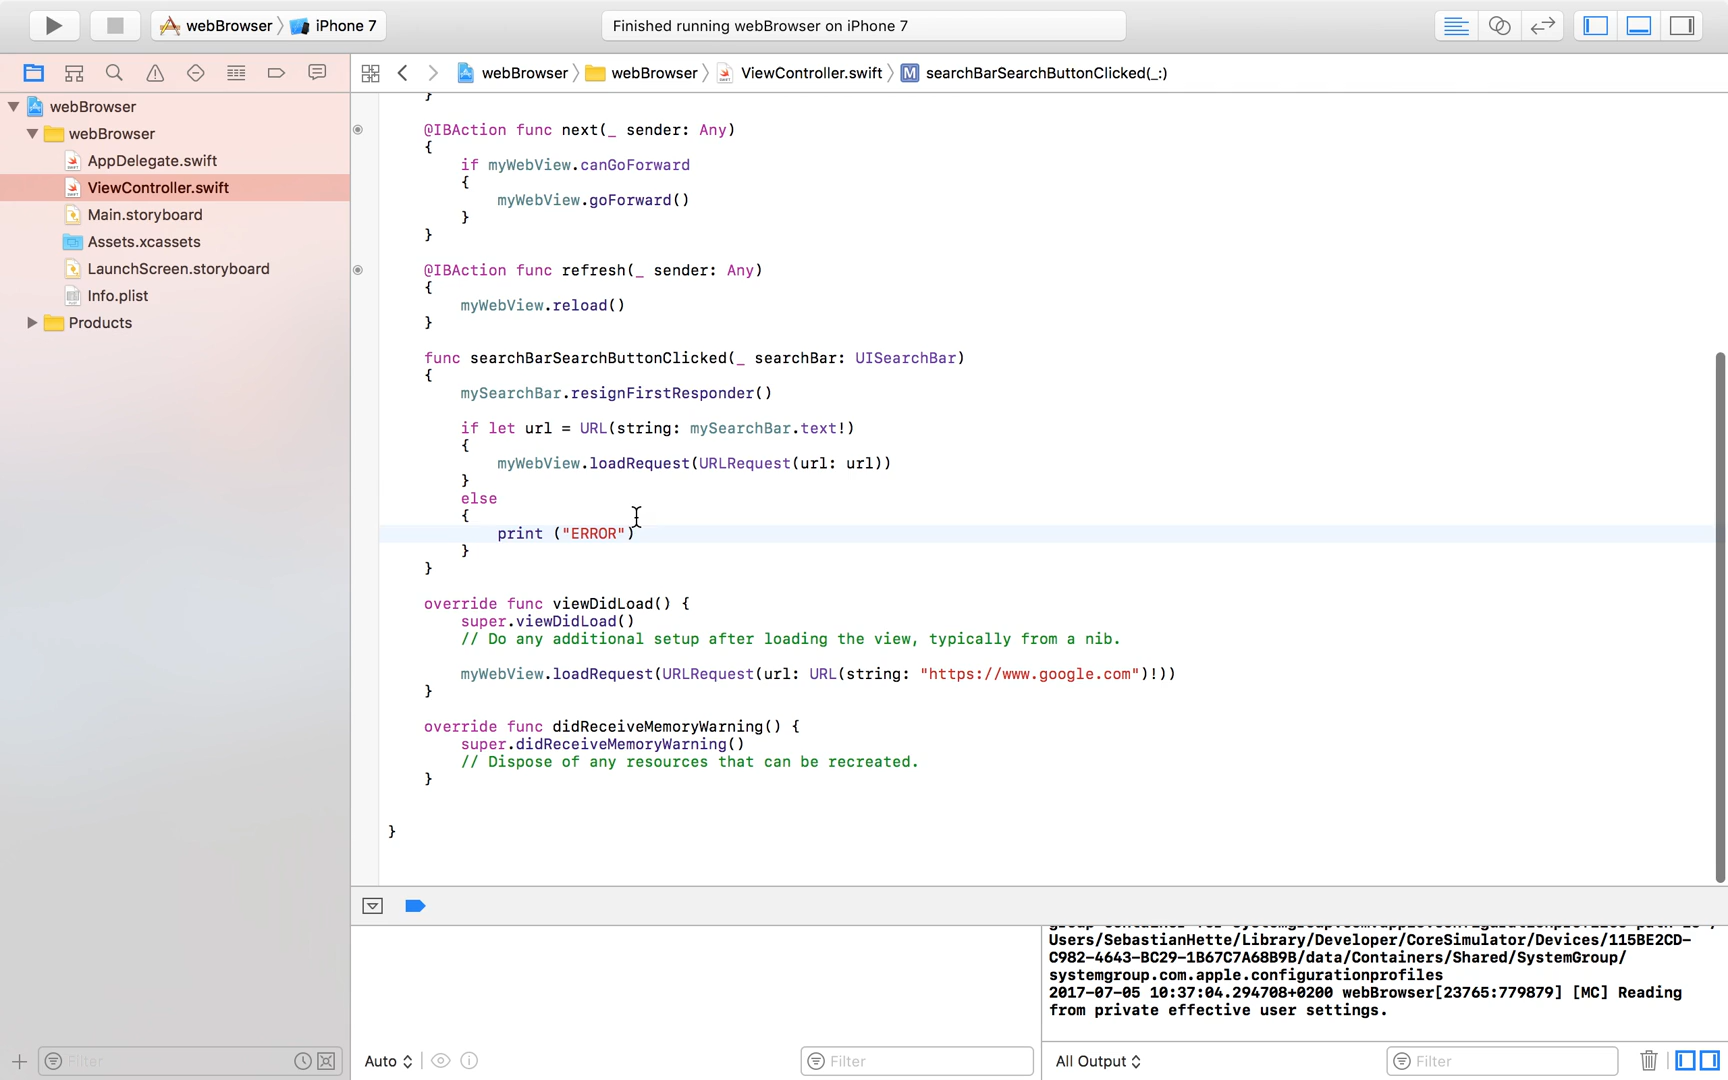 webBrowser iPhone 7
Finished running webBrowser on iPhone 7
webBrowser webBrowser ViewController.swift M searchBarSearchButtonClicked(_:)
webBrowser
webBrowser
AppDelegate.swift
ViewController.swift
Main.storyboard
Assets.xcassets
LaunchScreen.storyboard
Info.plist
Products
}
@IBAction func next(_ sender: Any)
{
if myWebView.canGoForward
{
myWebView.goForward()
}
}
@IBAction func refresh(_ sender: Any)
{
myWebView.reload()
}
func searchBarSearchButtonClicked(_ searchBar: UISearchBar)
{
mySearchBar.resignFirstResponder()
if let url = URL(string: mySearchBar.text!)
{
myWebView.loadRequest(URLRequest(url: url))
}
else
{
print ("ERROR")
}
}
override func viewDidLoad() {
super.viewDidLoad()
// Do any additional setup after loading the view, typically from a nib.
myWebView.loadRequest(URLRequest(url: URL(string: "https://www.google.com")!))
}
override func didReceiveMemoryWarning() {
super.didReceiveMemoryWarning()
// Dispose of any resources that can be recreated.
}
}
Users/SebastianHette/Library/Developer/CoreSimulator/Devices/115BE2CD-
C982-4643-BC29-1B67C7A68B9B/data/Containers/Shared/SystemGroup/
systemgroup.com.apple.configurationprofiles
2017-07-05 10:37:04.294708+0200 webBrowser[23765:779879] [MC] Reading
from private effective user settings.
Filter
Auto
Filter
All Output
Filter